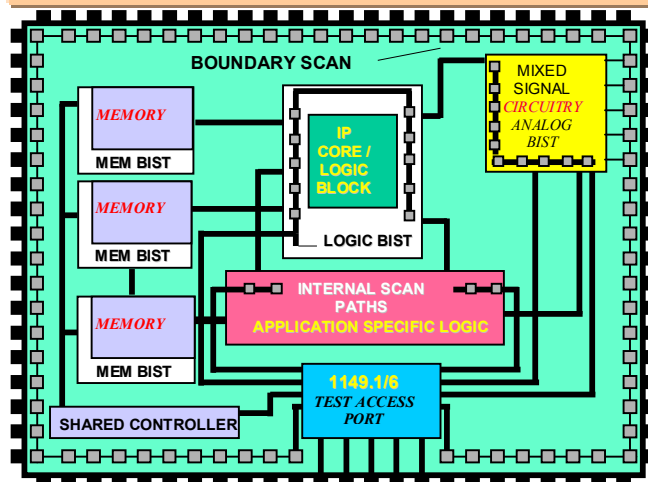 BOUNDARY SCAN
MEMORY
MEM BIST
MEMORY
MEM BIST
MEMORY
MEM BIST
SHARED CONTROLLER
IP
CORE /
LOGIC
BLOCK
LOGIC BIST
MIXED
SIGNAL
CIRCUITRY
ANALOG
BIST
INTERNAL SCAN
PATHS
APPLICATION SPECIFIC LOGIC
1149.1/6
TEST ACCESS
PORT